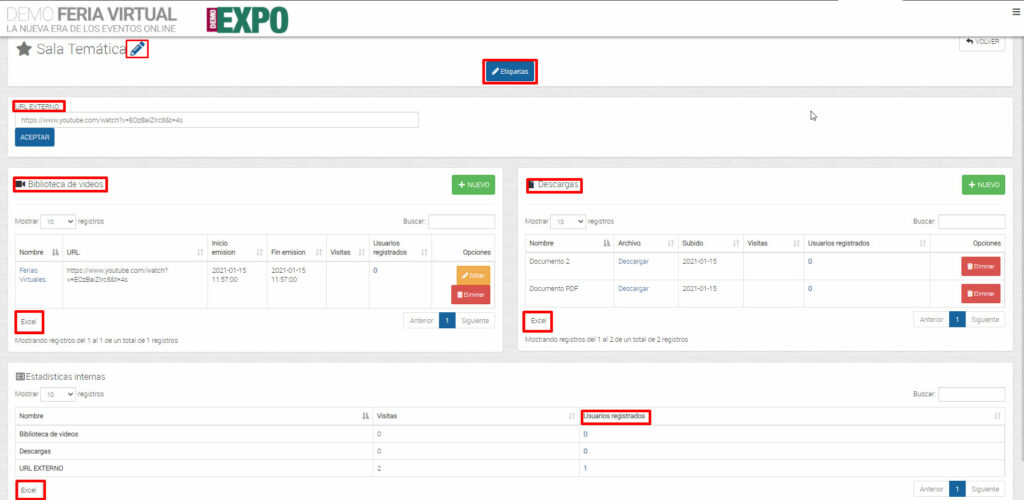 DEMO FERIA VIRTUAL
LA NUEVA ERA DE LOS EVENTOS ONLINE
DEMO EXPO
Sala Temática
VOLVER
Etiquetas
URL EXTERNO:
https://www.youtube.com/watch?v=EOzBaiZIrc8&t=4s
ACEPTAR
Biblioteca de videos
+ NUEVO
Mostrar 10 registros
Buscar:
Nombre URL Inicio emision Fin emision Visitas Usuarios registrados Opciones
Ferias Virtuales https://www.youtube.com/watch?v=EOzBaiZIrc8&t=4s 2021-01-15 11:57:00 2021-01-15 11:57:00 0 Editar
Eliminar
Excel
Anterior 1 Siguiente
Mostrando registros del 1 al 1 de un total de 1 registros
Descargas
+ NUEVO
Mostrar 10 registros
Buscar:
Nombre Archivo Subido Visitas Usuarios registrados Opciones
Documento 2 Descargar 2021-01-15 0 Eliminar
Documento PDF Descargar 2021-01-15 0 Eliminar
Excel
Anterior 1 Siguiente
Mostrando registros del 1 al 2 de un total de 2 registros
Estadísticas internas
Mostrar 10 registros
Buscar:
Nombre Visitas Usuarios registrados
Biblioteca de videos 0 0
Descargas 0 0
URL EXTERNO 2 1
Excel
Anterior 1 Siguiente